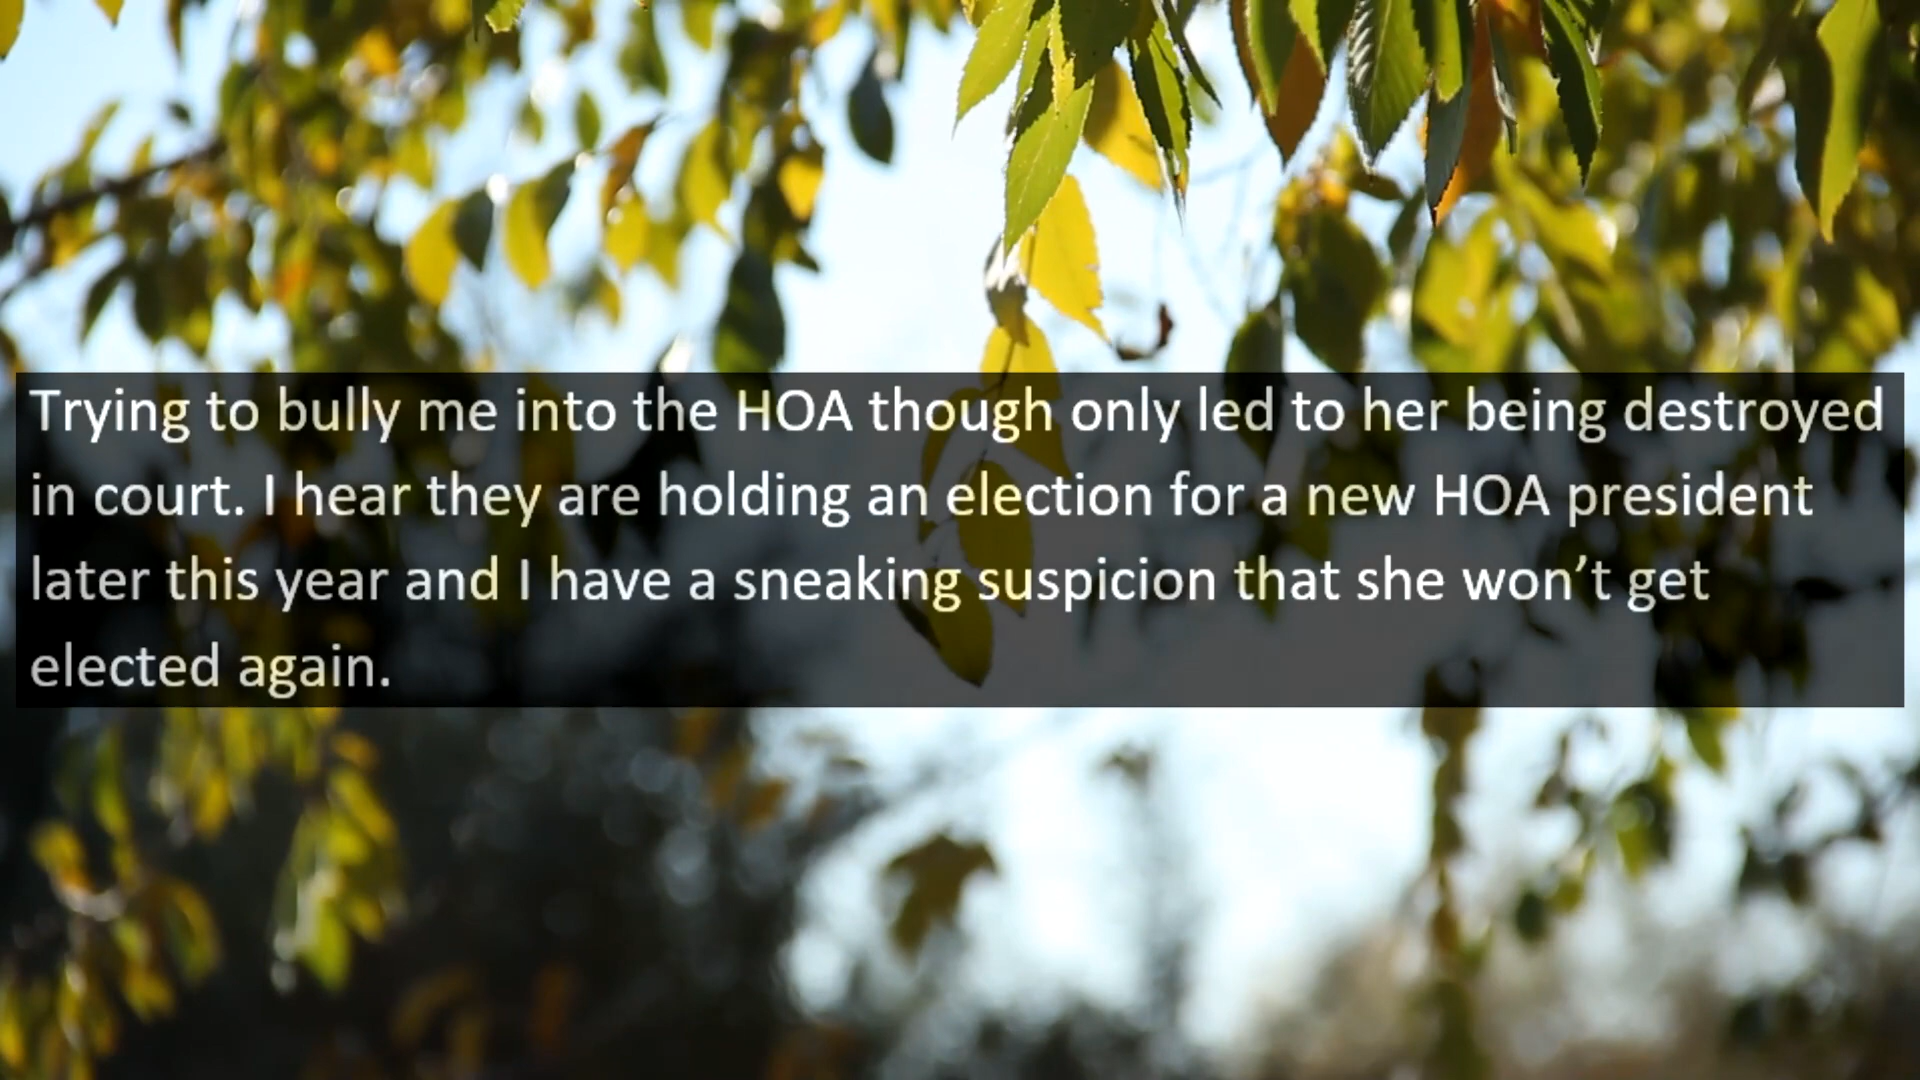 Trying to bully me into the HOA though only led to her being destroyed
in court. I hear they are holding an election for a new HOA president
later this year and I have a sneaking suspicion that she won’t get
elected again.